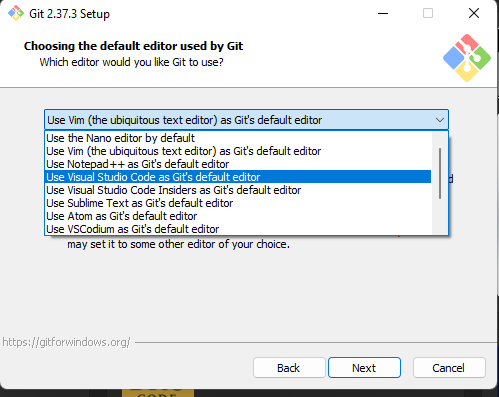 Git 2.37.3 Setup
Choosing the default editor used by Git
Which editor would you like Git to use?
Use Vim (the ubiquitous text editor) as Git's default editor
Use the Nano editor by default
Use Vim (the ubiquitous text editor) as Git's default editor
Use Notepad++ as Git's default editor
Use Visual Studio Code as Git's default editor
Use Visual Studio Code Insiders as Git's default editor
Use Sublime Text as Git's default editor
Use Atom as Git's default editor
Use VSCodium as Git's default editor
may set it to some other editor of your choice.
https://gitforwindows.org/
Back
Next
Cancel
CODE